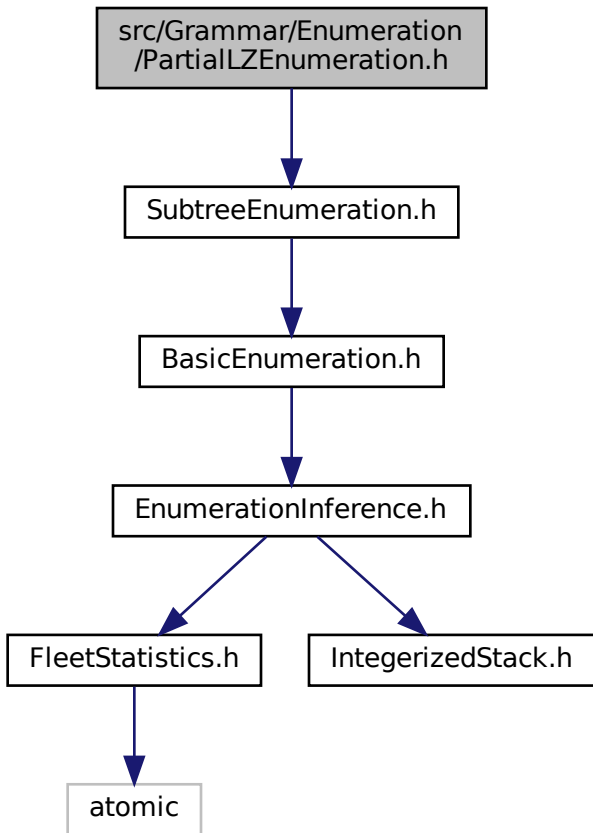 src/Grammar/Enumeration
/PartialLZEnumeration.h
SubtreeEnumeration.h
BasicEnumeration.h
EnumerationInference.h
FleetStatistics.h
IntegerizedStack.h
atomic